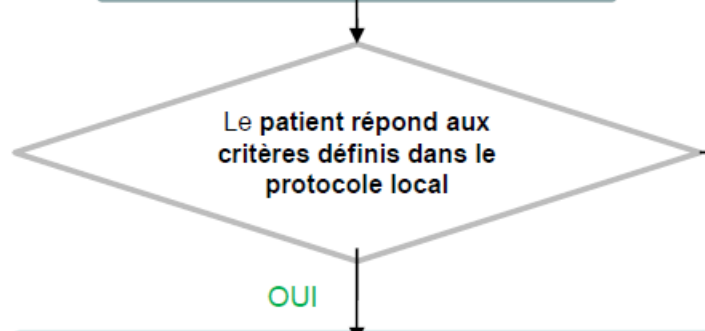 Le patient répond aux
critères définis dans le
protocole local
OUI